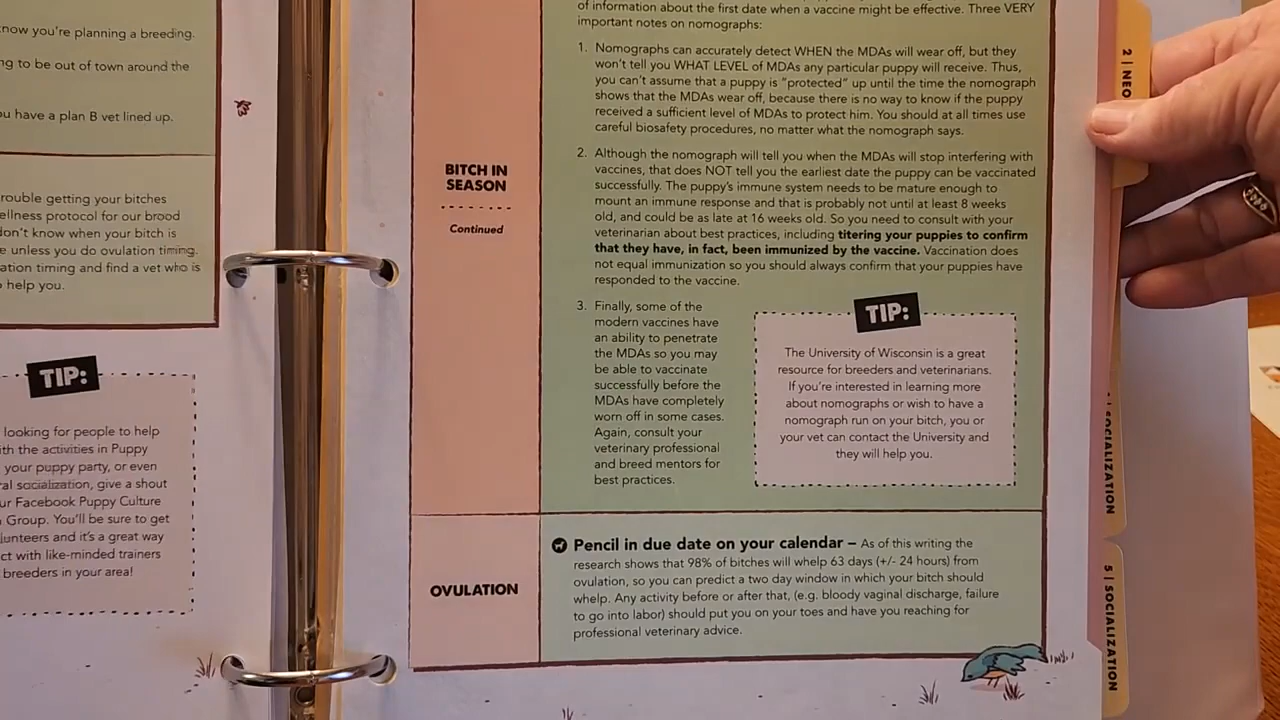 now you're planning a breeding.
ng to be out of town around the
ou have a plan B vet lined up.
rouble getting your bitches
ellness protocol for our brood
don't know when your bitch is
e unless you do ovulation timing.
ation timing and find a vet who is
o help you.
TIP:
looking for people to help
ith the activities in Puppy
your puppy party, or even
ral socialization, give a shout
ur Facebook Puppy Culture
n Group. You'll be sure to get
lunteers and it's a great way
ct with like-minded trainers
breeders in your area!
BITCH IN
SEASON
Continued
of information about the first date when a vaccine might be effective. Three VERY
important notes on nomographs:
1. Nomographs can accurately detect WHEN the MDAs will wear off, but they
won't tell you WHAT LEVEL of MDAs any particular puppy will receive. Thus,
you can't assume that a puppy is "protected" up until the time the nomograph
shows that the MDAs wear off, because there is no way to know if the puppy
received a sufficient level of MDAs to protect him. You should at all times use
careful biosafety procedures, no matter what the nomograph says.
2. Although the nomograph will tell you when the MDAs will stop interfering with
vaccines, that does NOT tell you the earliest date the puppy can be vaccinated
successfully. The puppy's immune system needs to be mature enough to
mount an immune response and that is probably not until at least 8 weeks
old, and could be as late at 16 weeks old. So you need to consult with your
veterinarian about best practices, including titering your puppies to confirm
that they have, in fact, been immunized by the vaccine. Vaccination does
not equal immunization so you should always confirm that your puppies have
responded to the vaccine.
3. Finally, some of the
modern vaccines have
an ability to penetrate
the MDAs so you may
be able to vaccinate
successfully before the
MDAs have completely
worn off in some cases.
Again, consult your
veterinary professional
and breed mentors for
best practices.
TIP:
The University of Wisconsin is a great
resource for breeders and veterinarians.
If you're interested in learning more
about nomographs or wish to have a
nomograph run on your bitch, you or
your vet can contact the University and
they will help you.
OVULATION
Pencil in due date on your calendar – As of this writing the
research shows that 98% of bitches will whelp 63 days (+/- 24 hours) from
ovulation, so you can predict a two day window in which your bitch should
whelp. Any activity before or after that, (e.g. bloody vaginal discharge, failure
to go into labor) should put you on your toes and have you reaching for
professional veterinary advice.
2 | NEO
| SOCIALIZATION
5 | SOCIALIZATION